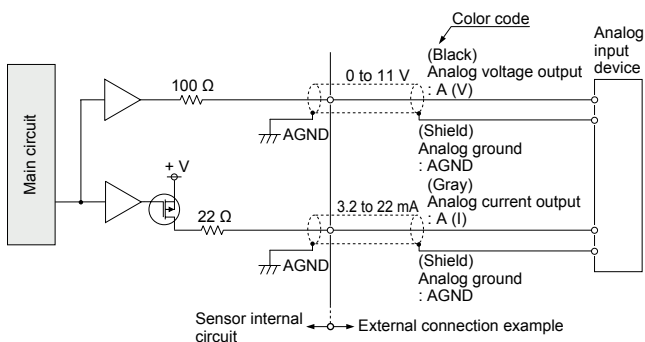 Color code
Analog
input
device
(Black)
Analog voltage output
: A (V)
0 to 11 V
100 Ω
AGND
(Shield)
Analog ground
: AGND
Main circuit
+ V
(Gray)
Analog current output
: A (I)
3.2 to 22 mA
22 Ω
AGND
(Shield)
Analog ground
: AGND
Sensor internal
circuit
External connection example